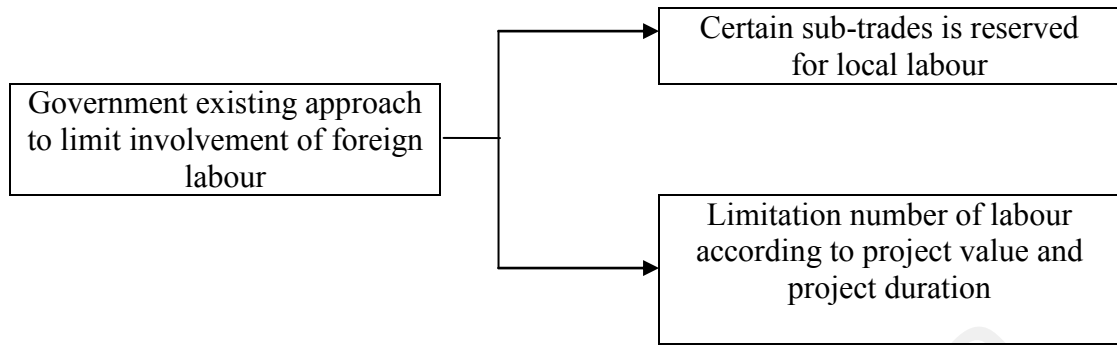 Certain sub-trades is reserved
for local labour
Government existing approach
to limit involvement of foreign
labour
Limitation number of labour
according to project value and
project duration